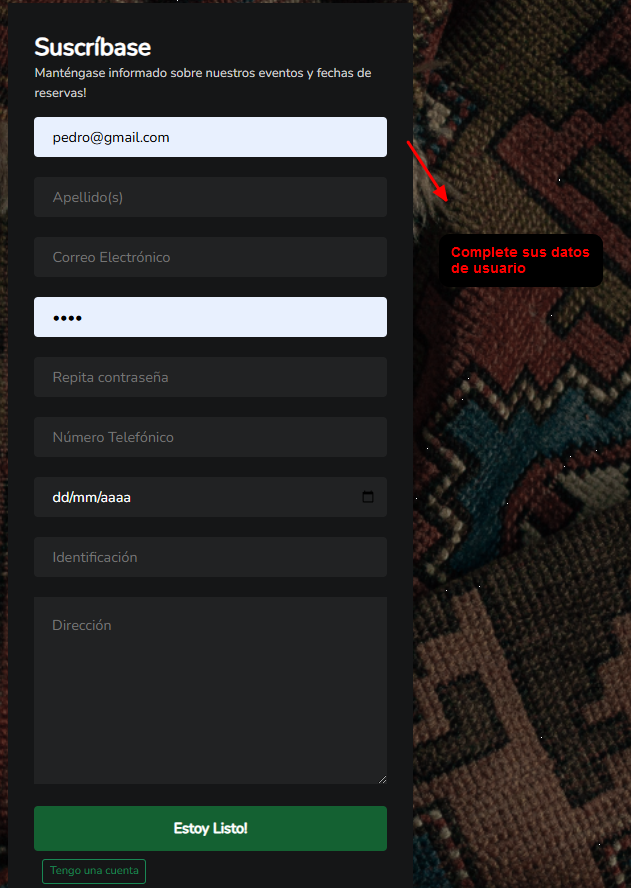 Suscríbase
Manténgase informado sobre nuestros eventos y fechas de
reservas!
pedro@gmail.com
Apellido(s)
Complete sus datos
de usuario
Correo Electrónico
••••
Repita contraseña
Número Telefónico
dd/mm/aaaa
Identificación
Dirección
Estoy Listo!
Tengo una cuenta